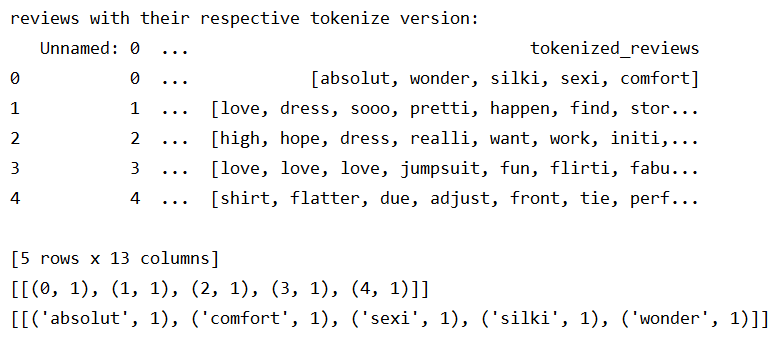 reviews with their respective tokenize version:
Unnamed: 0 ... tokenized_reviews
0 0 ... [absolut, wonder, silki, sexi, comfort]
1 1 ... [love, dress, sooo, pretti, happen, find, stor...
2 2 ... [high, hope, dress, realli, want, work, initi,...
3 3 ... [love, love, love, jumpsuit, fun, flirti, fabu...
4 4 ... [shirt, flatter, due, adjust, front, tie, perf...
[5 rows x 13 columns]
[[(0, 1), (1, 1), (2, 1), (3, 1), (4, 1)]]
[[('absolut', 1), ('comfort', 1), ('sexi', 1), ('silki', 1), ('wonder', 1)]]